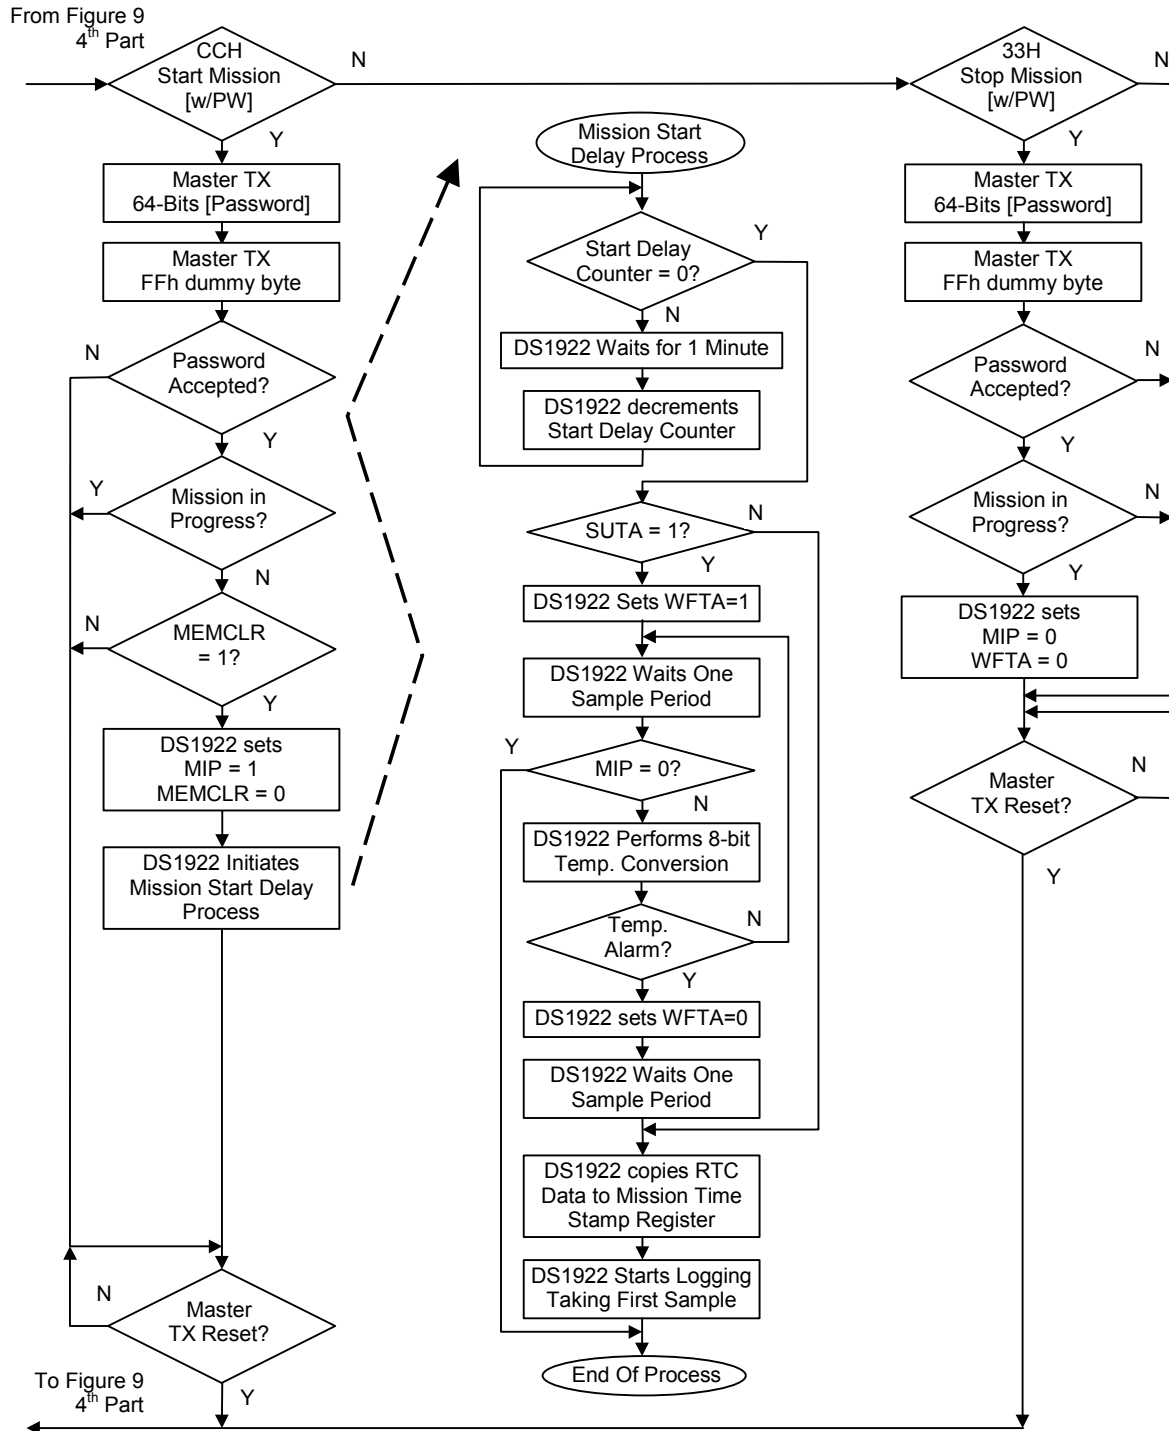 From Figure 9
4th Part
CCH
Start Mission
[w/PW]
N
Y
Master TX
64-Bits [Password]
Master TX
FFh dummy byte
N
Password
Accepted?
Y
Y
Mission in
Progress?
N
N
MEMCLR
= 1?
Y
DS1922 sets
MIP = 1
MEMCLR = 0
DS1922 Initiates
Mission Start Delay
Process
N
Master
TX Reset?
Y
To Figure 9
4th Part
Mission Start
Delay Process
Start Delay
Counter = 0?
Y
N
DS1922 Waits for 1 Minute
DS1922 decrements
Start Delay Counter
SUTA = 1?
N
Y
DS1922 Sets WFTA=1
DS1922 Waits One
Sample Period
Y
MIP = 0?
N
DS1922 Performs 8-bit
Temp. Conversion
Temp.
Alarm?
N
Y
DS1922 sets WFTA=0
DS1922 Waits One
Sample Period
DS1922 copies RTC
Data to Mission Time
Stamp Register
DS1922 Starts Logging
Taking First Sample
End Of Process
33H
Stop Mission
[w/PW]
N
Y
Master TX
64-Bits [Password]
Master TX
FFh dummy byte
Password
Accepted?
N
Y
Mission in
Progress?
N
Y
DS1922 sets
MIP = 0
WFTA = 0
Master
TX Reset?
N
Y